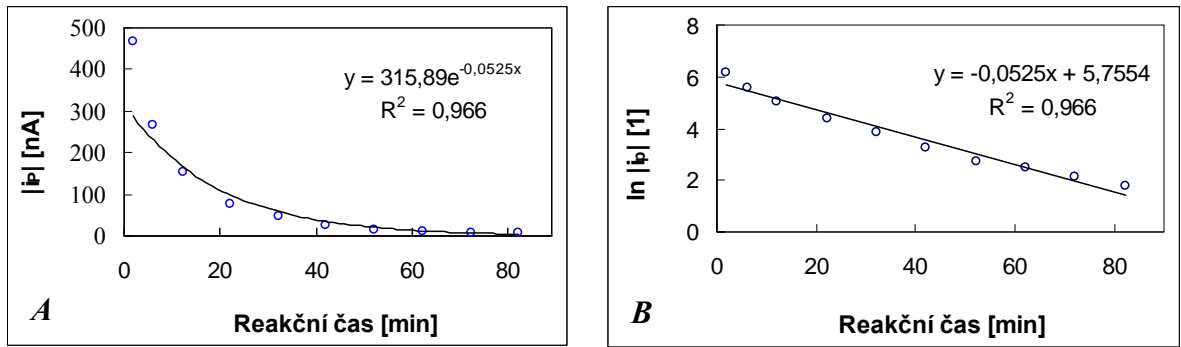 500
400
300
200
100
0
|iP| [nA]
y = 315,89e^-0,0525x
R² = 0,966
0 20 40 60 80
Reakční čas [min]
A
8
6
4
2
0
ln |ip| [1]
y = -0,0525x + 5,7554
R² = 0,966
0 20 40 60 80
Reakční čas [min]
B